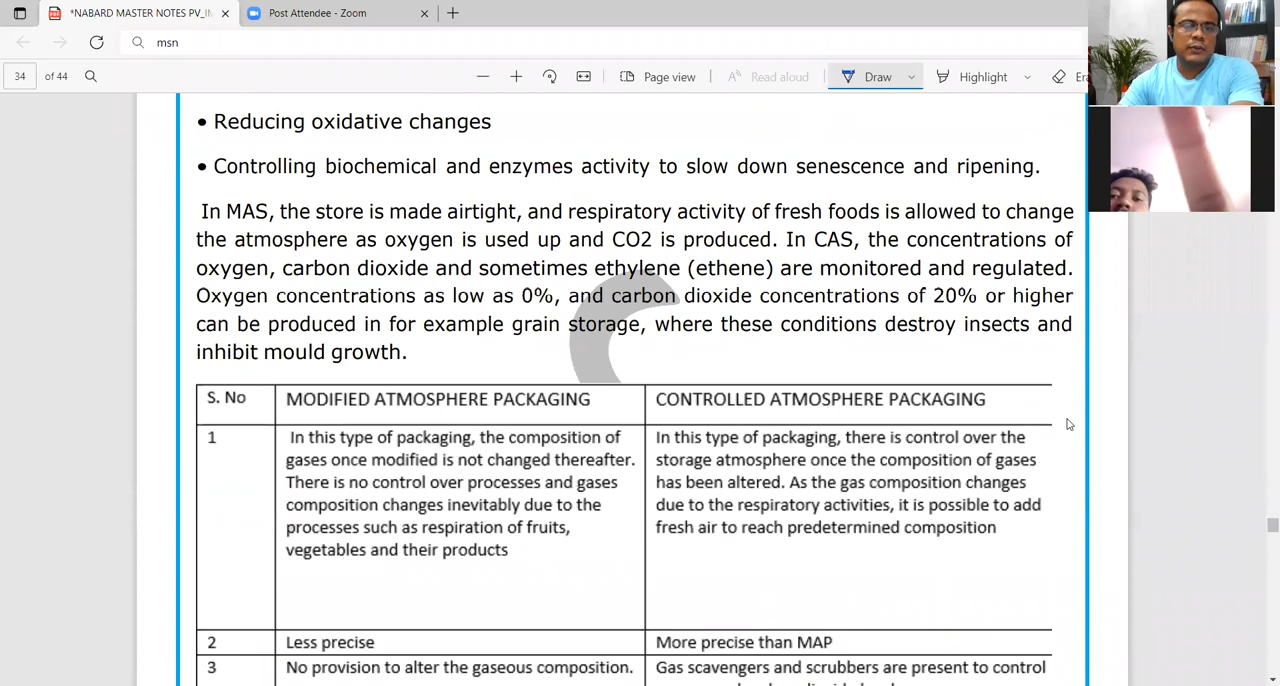 *NABARD MASTER NOTES PV_IN
Post Attendee - Zoom
msn
34 of 44 Page view Read aloud Draw Highlight Era
• Reducing oxidative changes
• Controlling biochemical and enzymes activity to slow down senescence and ripening.
In MAS, the store is made airtight, and respiratory activity of fresh foods is allowed to change
the atmosphere as oxygen is used up and CO2 is produced. In CAS, the concentrations of
oxygen, carbon dioxide and sometimes ethylene (ethene) are monitored and regulated.
Oxygen concentrations as low as 0%, and carbon dioxide concentrations of 20% or higher
can be produced in for example grain storage, where these conditions destroy insects and
inhibit mould growth.
S. No MODIFIED ATMOSPHERE PACKAGING CONTROLLED ATMOSPHERE PACKAGING
1
In this type of packaging, the composition of
gases once modified is not changed thereafter.
There is no control over processes and gases
composition changes inevitably due to the
processes such as respiration of fruits,
vegetables and their products
In this type of packaging, there is control over the
storage atmosphere once the composition of gases
has been altered. As the gas composition changes
due to the respiratory activities, it is possible to add
fresh air to reach predetermined composition
2 Less precise More precise than MAP
3 No provision to alter the gaseous composition. Gas scavengers and scrubbers are present to control